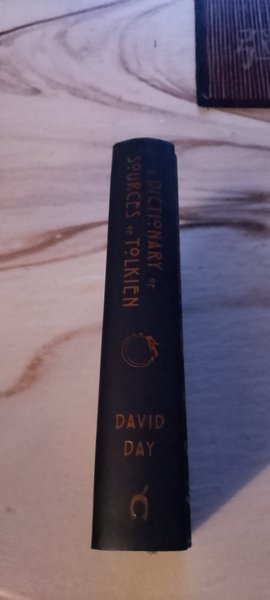 A DICTIONARY OF
SOURCES OF TOLKIEN
DAVID
DAY